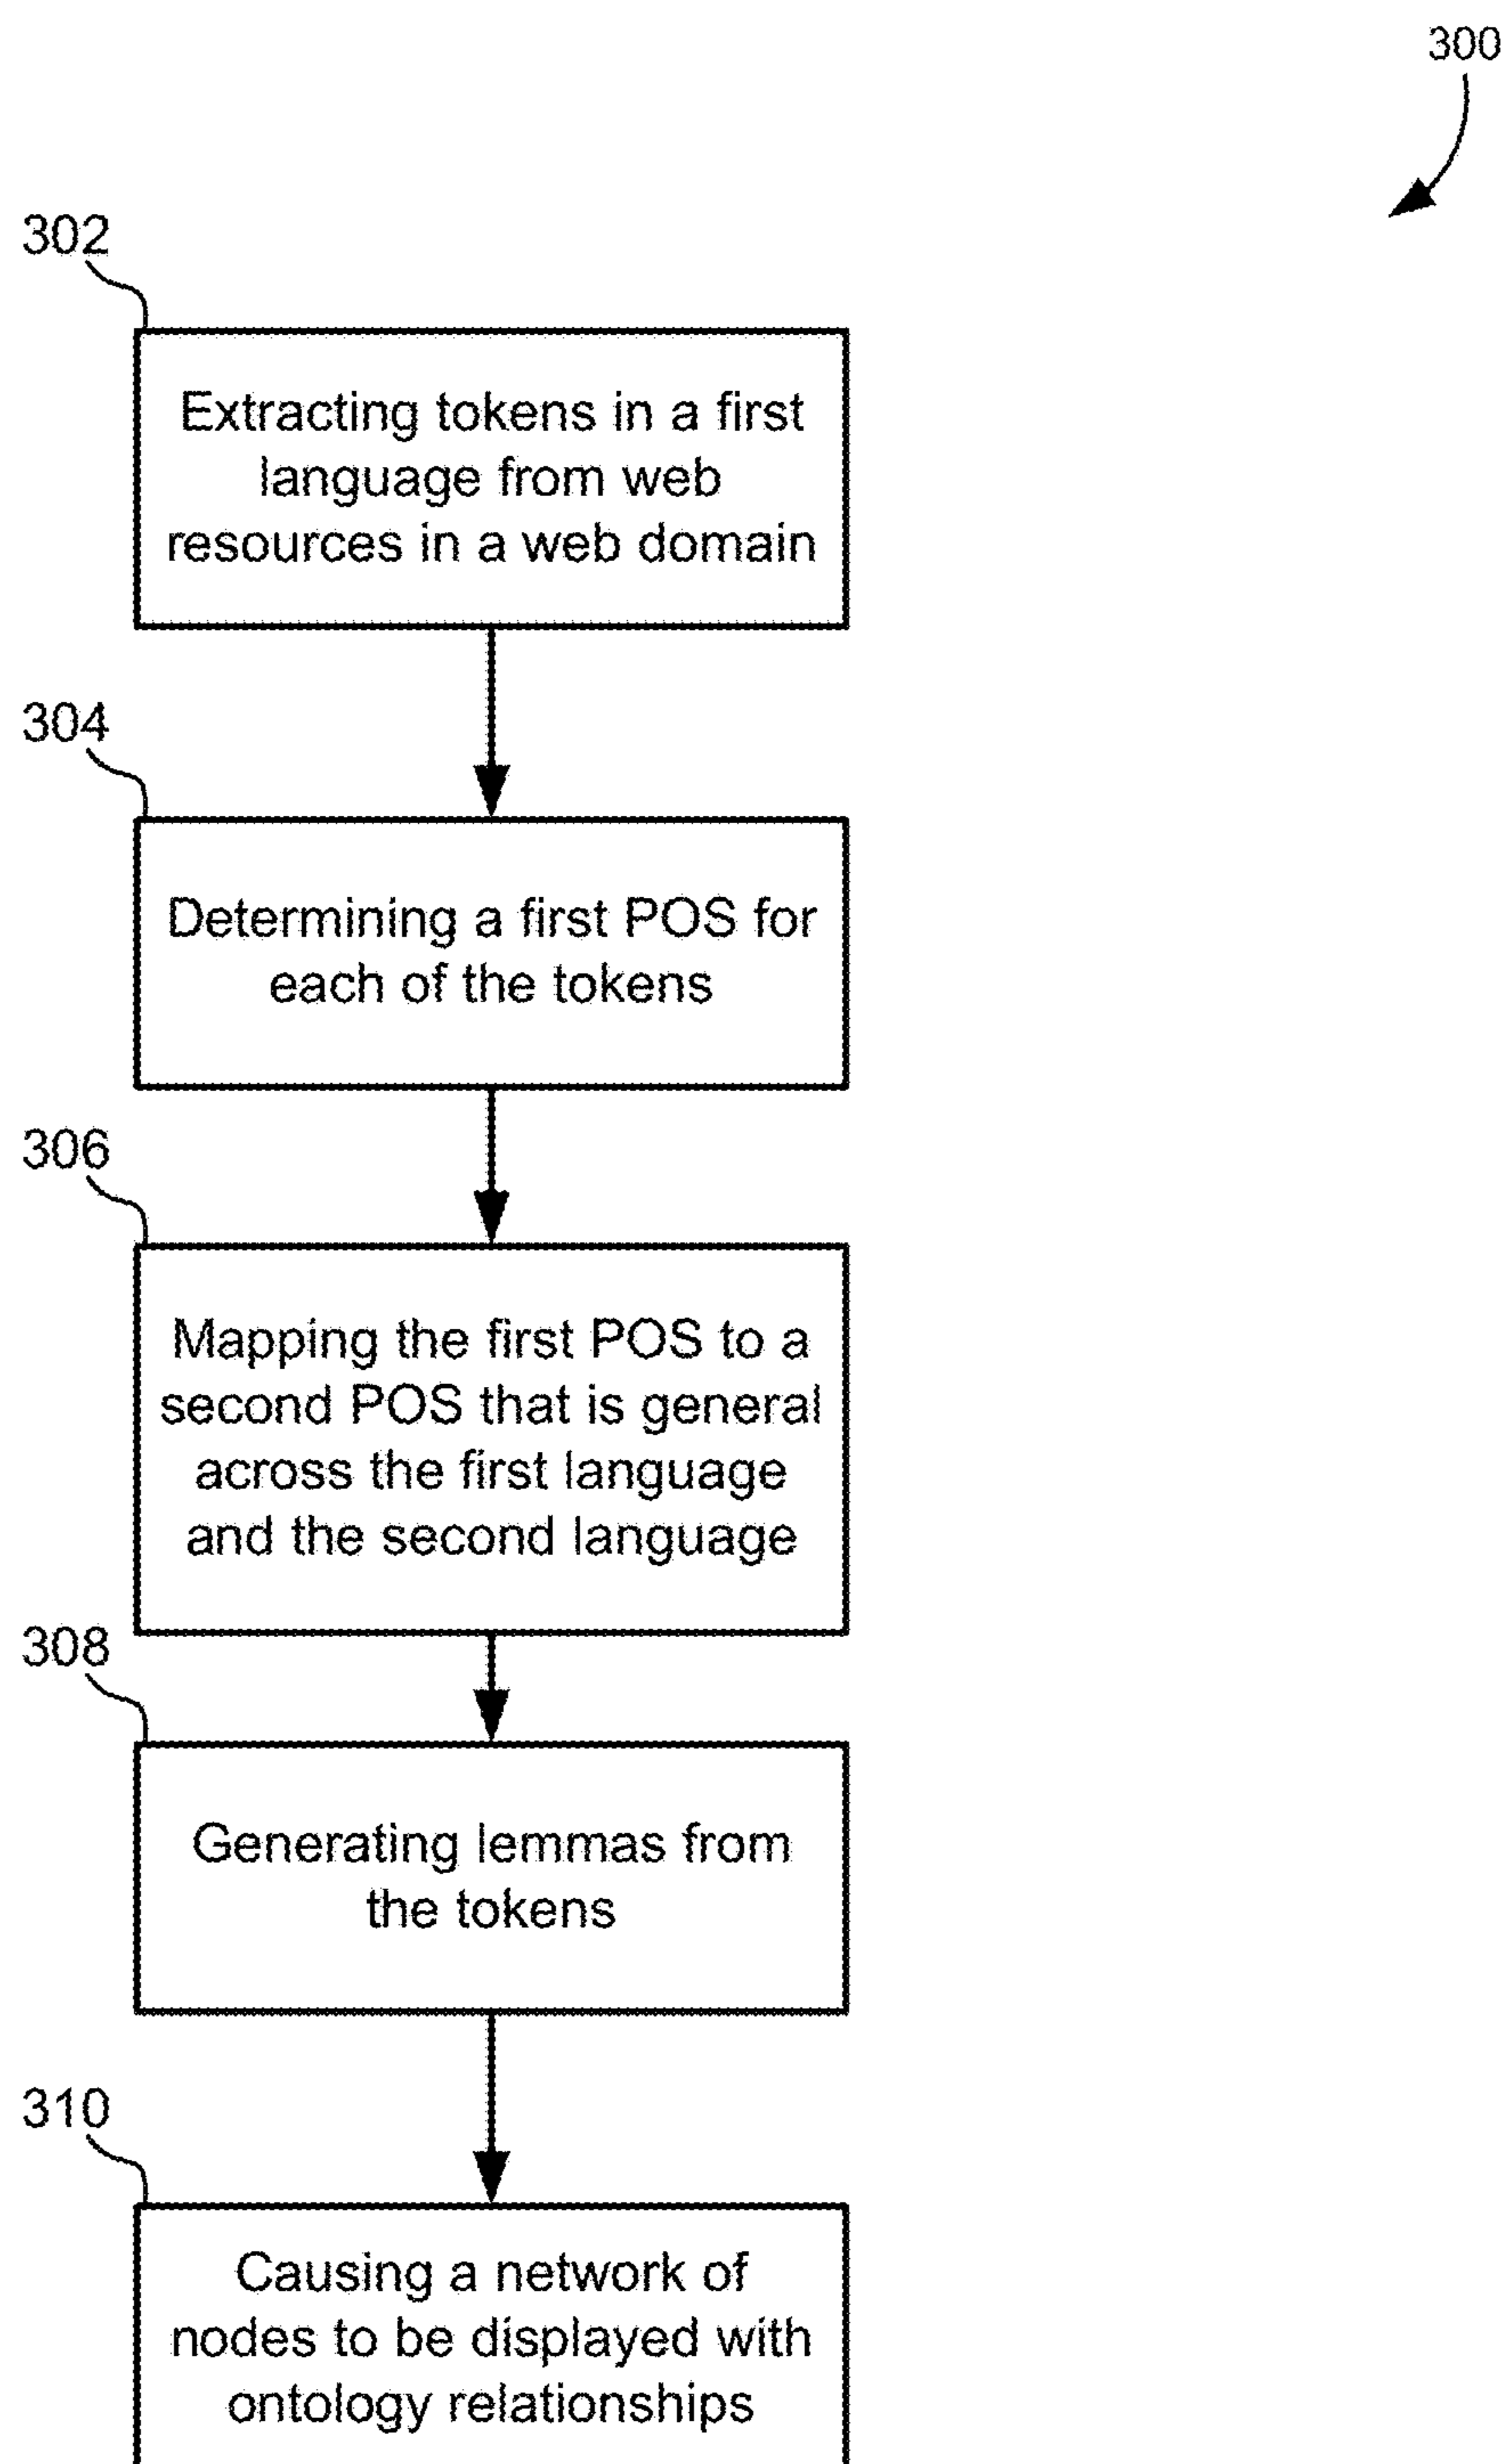 300
302
Extracting tokens in a first
language from web
resources in a web domain
304
Determining a first POS for
each of the tokens
306
Mapping the first POS to a
second POS that is general
across the first language
and the second language
308
Generating lemmas from
the tokens
310
Causing a network of
nodes to be displayed with
ontology relationships